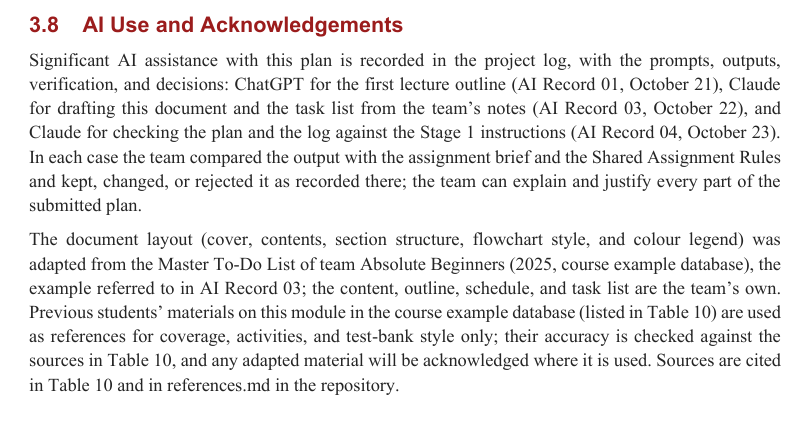 3.8 AI Use and Acknowledgements
Significant AI assistance with this plan is recorded in the project log, with the prompts, outputs,
verification, and decisions: ChatGPT for the first lecture outline (AI Record 01, October 21), Claude
for drafting this document and the task list from the team’s notes (AI Record 03, October 22), and
Claude for checking the plan and the log against the Stage 1 instructions (AI Record 04, October 23).
In each case the team compared the output with the assignment brief and the Shared Assignment Rules
and kept, changed, or rejected it as recorded there; the team can explain and justify every part of the
submitted plan.
The document layout (cover, contents, section structure, flowchart style, and colour legend) was
adapted from the Master To-Do List of team Absolute Beginners (2025, course example database), the
example referred to in AI Record 03; the content, outline, schedule, and task list are the team’s own.
Previous students’ materials on this module in the course example database (listed in Table 10) are used
as references for coverage, activities, and test-bank style only; their accuracy is checked against the
sources in Table 10, and any adapted material will be acknowledged where it is used. Sources are cited
in Table 10 and in references.md in the repository.